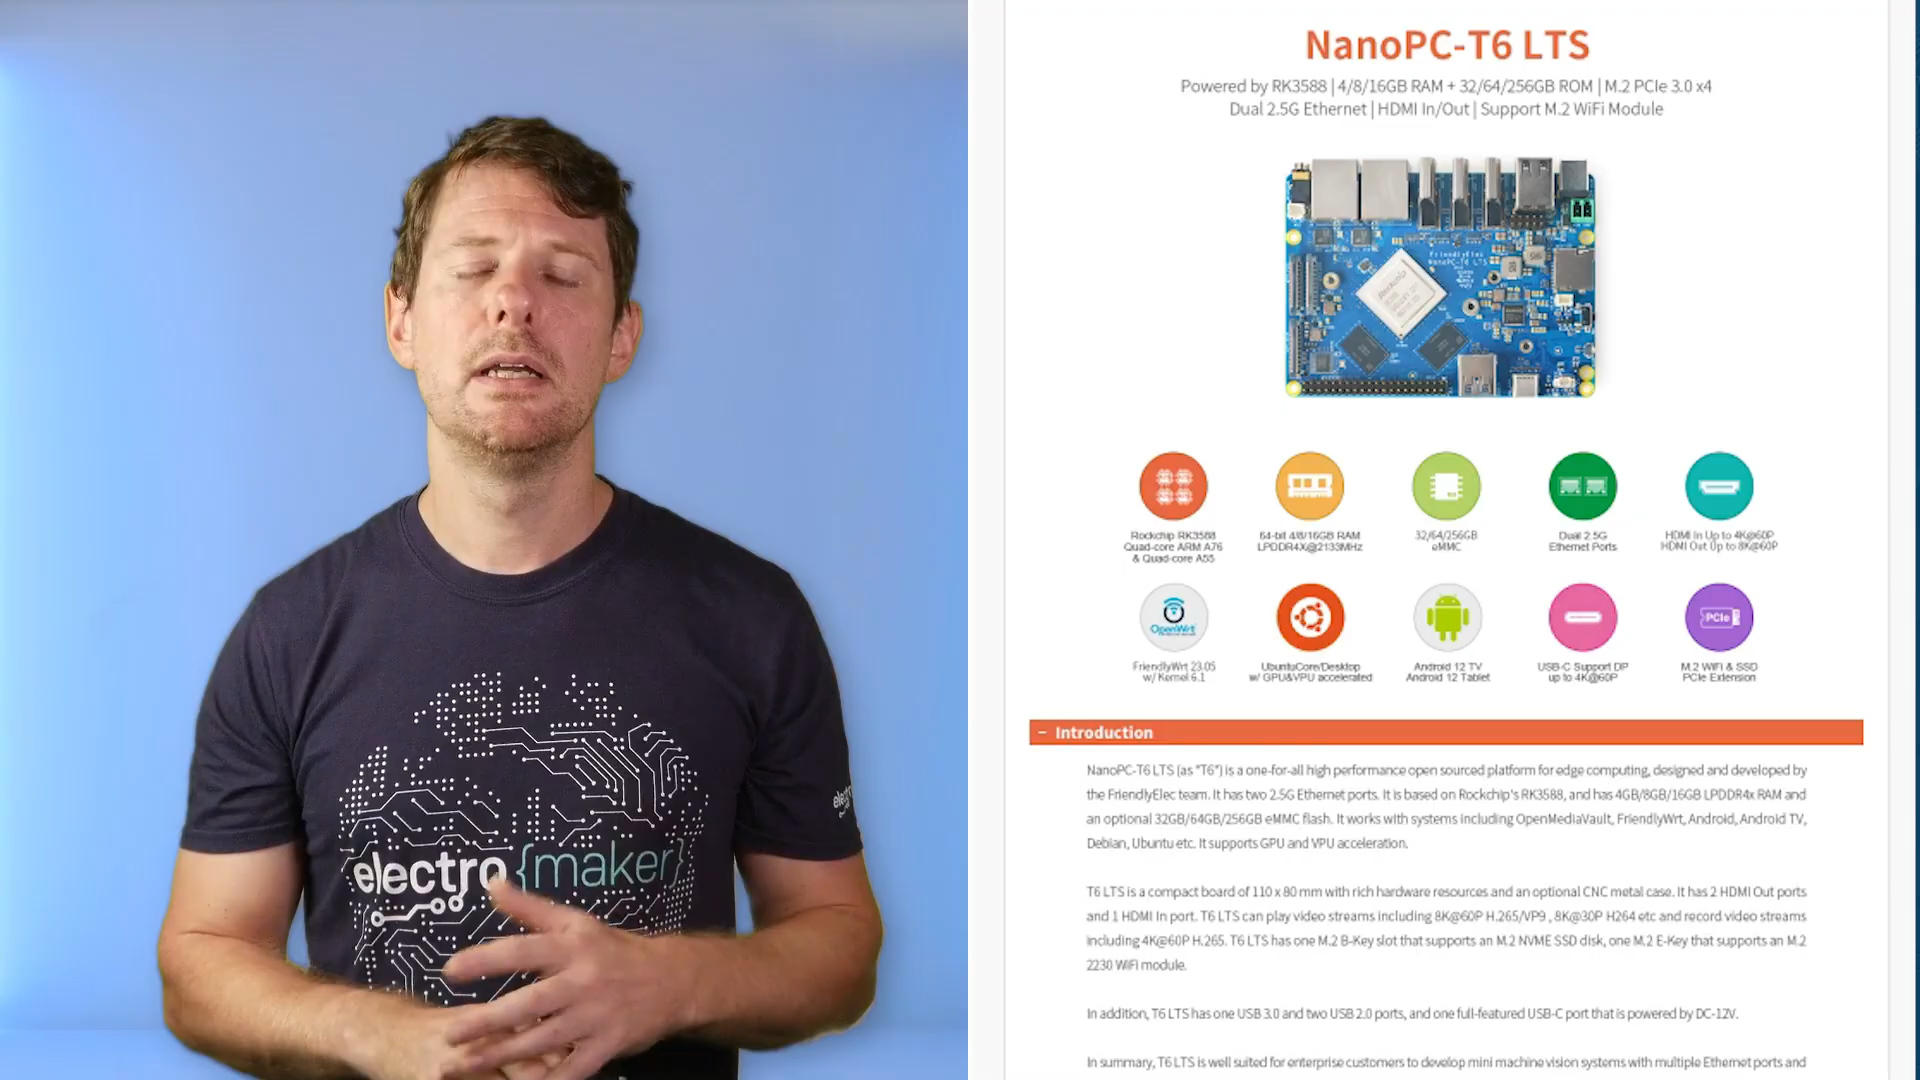 electro{maker}
NanoPC-T6 LTS
Powered by RK3588 | 4/8/16GB RAM + 32/64/256GB ROM | M.2 PCIe 3.0 x4
Dual 2.5G Ethernet | HDMI In/Out | Support M.2 WiFi Module
FriendlyElec
NanoPC-T6 LTS
Rockchip
Rockchip RK3588
Quad-core ARM A76
& Quad-core A55
64-bit 4/8/16GB RAM
LPDDR4X@2133MHz
32/64/256GB
eMMC
Dual 2.5G
Ethernet Ports
HDMI In Up to 4K@60P
HDMI Out Up to 8K@60P
OpenWrt
PCIe
FriendlyWrt 23.05
w/ Kernel 6.1
UbuntuCore/Desktop
w/ GPU&VPU accelerated
Android 12 TV
Android 12 Tablet
USB-C Support DP
up to 4K@60P
M.2 WiFi & SSD
PCIe Extension
− Introduction
NanoPC-T6 LTS (as "T6") is a one-for-all high performance open sourced platform for edge computing, designed and developed by
the FriendlyElec team. It has two 2.5G Ethernet ports. It is based on Rockchip's RK3588, and has 4GB/8GB/16GB LPDDR4x RAM and
an optional 32GB/64GB/256GB eMMC flash. It works with systems including OpenMediaVault, FriendlyWrt, Android, Android TV,
Debian, Ubuntu etc. It supports GPU and VPU acceleration.
T6 LTS is a compact board of 110 x 80 mm with rich hardware resources and an optional CNC metal case. It has 2 HDMI Out ports
and 1 HDMI In port. T6 LTS can play video streams including 8K@60P H.265/VP9 , 8K@30P H264 etc and record video streams
including 4K@60P H.265. T6 LTS has one M.2 B-Key slot that supports an M.2 NVME SSD disk, one M.2 E-Key that supports an M.2
2230 WiFi module.
In addition, T6 LTS has one USB 3.0 and two USB 2.0 ports, and one full-featured USB-C port that is powered by DC-12V.
In summary, T6 LTS is well suited for enterprise customers to develop mini machine vision systems with multiple Ethernet ports and